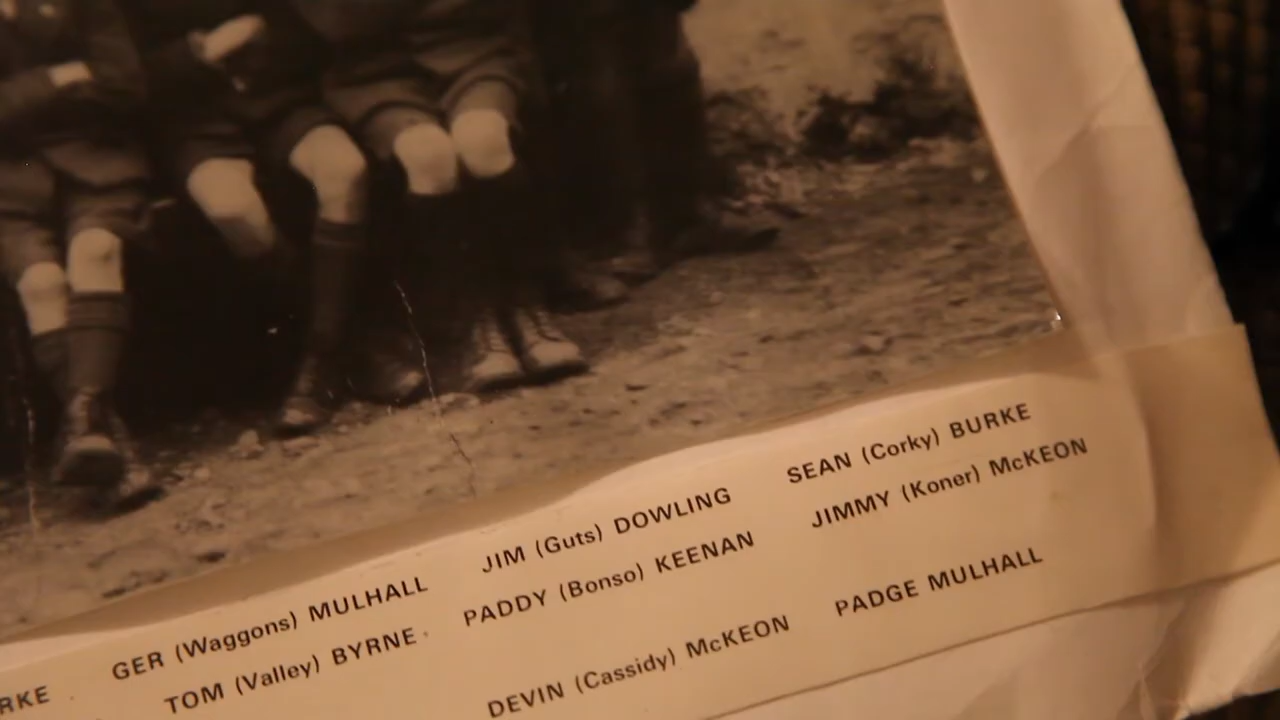 RKE GER (Waggons) MULHALL JIM (Guts) DOWLING SEAN (Corky) BURKE
TOM (Valley) BYRNE PADDY (Bonso) KEENAN JIMMY (Koner) McKEON
DEVIN (Cassidy) McKEON PADGE MULHALL